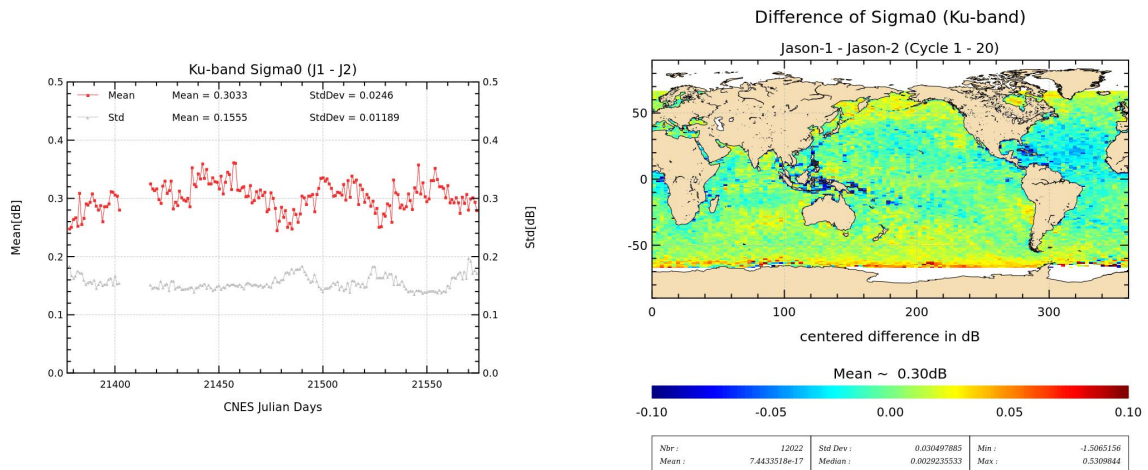 Ku-band Sigma0 (J1 - J2)
Mean Mean = 0.3033 StdDev = 0.0246
Std Mean = 0.1555 StdDev = 0.01189
0.5 0.5
0.4 0.4
0.3 0.3
0.2 0.2
0.1 0.1
0.0 0.0
Mean[dB]
Std[dB]
21400 21450 21500 21550
CNES Julian Days
Difference of Sigma0 (Ku-band)
Jason-1 - Jason-2 (Cycle 1 - 20)
50
0
-50
0 100 200 300
centered difference in dB
Mean ~ 0.30dB
-0.10 -0.05 0.00 0.05 0.10
Nbr : 12022 Std Dev : 0.030497885 Min : -1.5065156
Mean : 7.4433518e-17 Median : 0.0029235533 Max : 0.5309844